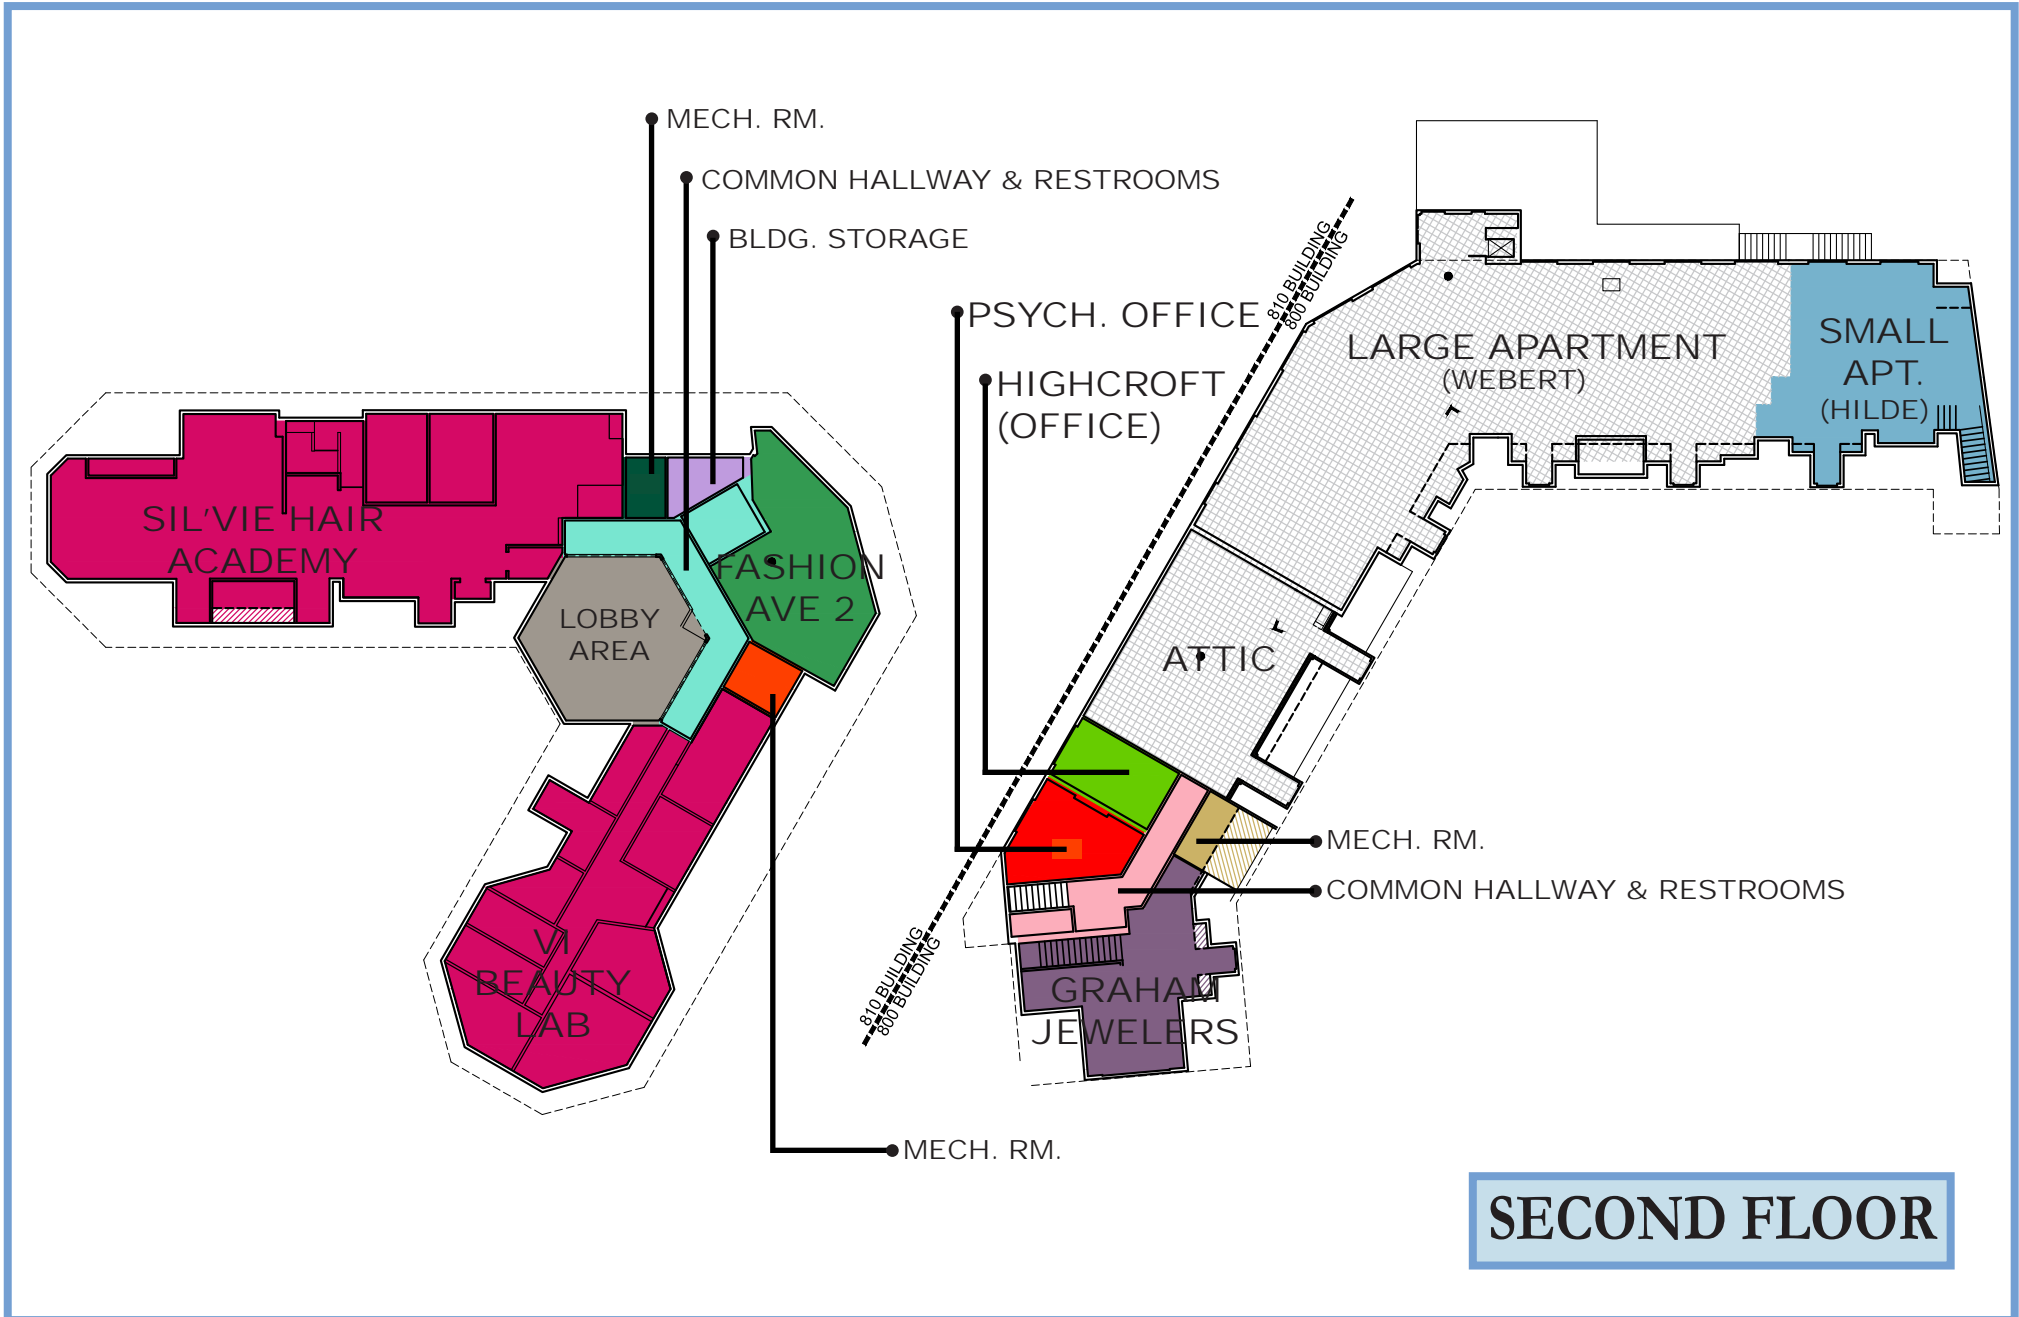 MECH. RM.
COMMON HALLWAY & RESTROOMS
BLDG. STORAGE
PSYCH. OFFICE
HIGHCROFT
(OFFICE)
810 BUILDING
800 BUILDING
LARGE APARTMENT
(WEBERT)
SMALL
APT.
(HILDE)
SIL'VIE HAIR
ACADEMY
FASHION
AVE 2
LOBBY
AREA
ATTIC
MECH. RM.
COMMON HALLWAY & RESTROOMS
VI
BEAUTY
LAB
810 BUILDING
800 BUILDING
GRAHAM
JEWELERS
MECH. RM.
SECOND FLOOR